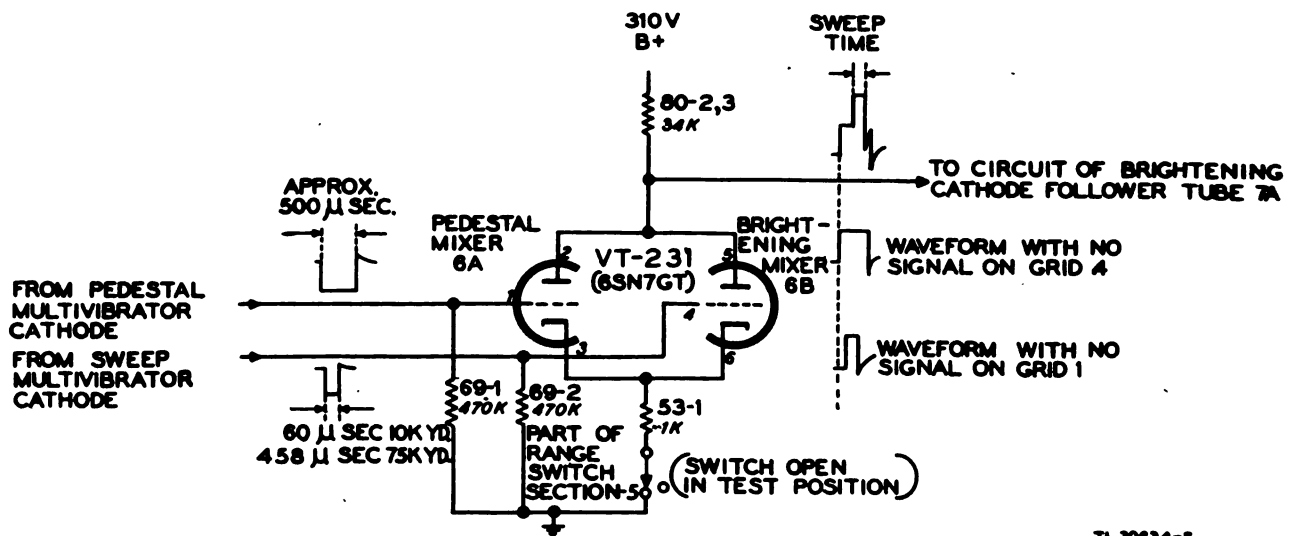 310 V
B+
SWEEP
TIME
80-2,3
34K
TO CIRCUIT OF BRIGHTENING
CATHODE FOLLOWER TUBE 7A
APPROX.
500 μ SEC.
PEDESTAL
MIXER
6A
2
VT-231
(6SN7GT)
5
BRIGHT-
ENING
MIXER
6B
WAVEFORM WITH NO
SIGNAL ON GRID 4
FROM PEDESTAL
MULTIVIBRATOR
CATHODE
1
4
3
6
FROM SWEEP
MULTIVIBRATOR
CATHODE
WAVEFORM WITH NO
SIGNAL ON GRID 1
60 μ SEC 10K YD.
458 μ SEC 75K YD.
69-1
470K
69-2
470K
53-1
1K
PART OF
RANGE
SWITCH
SECTION-5
(SWITCH OPEN
IN TEST POSITION)